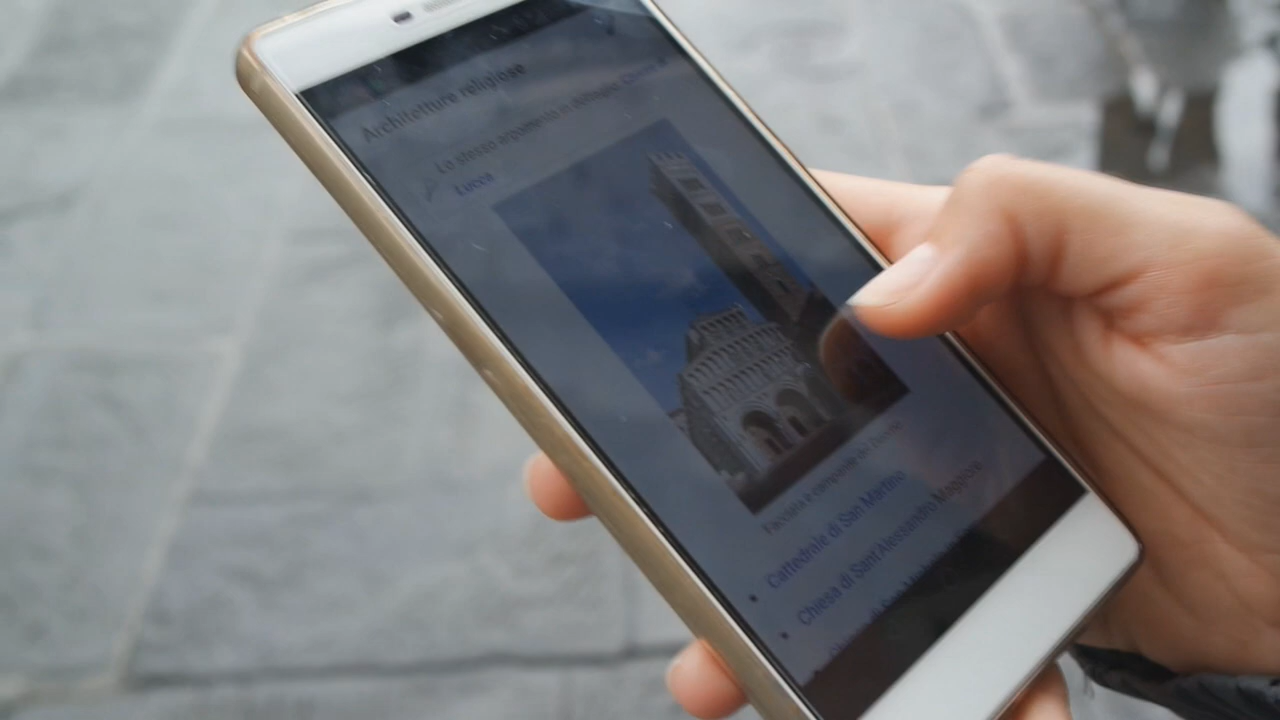 Architetture religiose
Lo stesso argomento in dettaglio: Chiese di
Lucca
Facciata e campanile del Duomo
Cattedrale di San Martino
Chiesa di Sant'Alessandro Maggiore